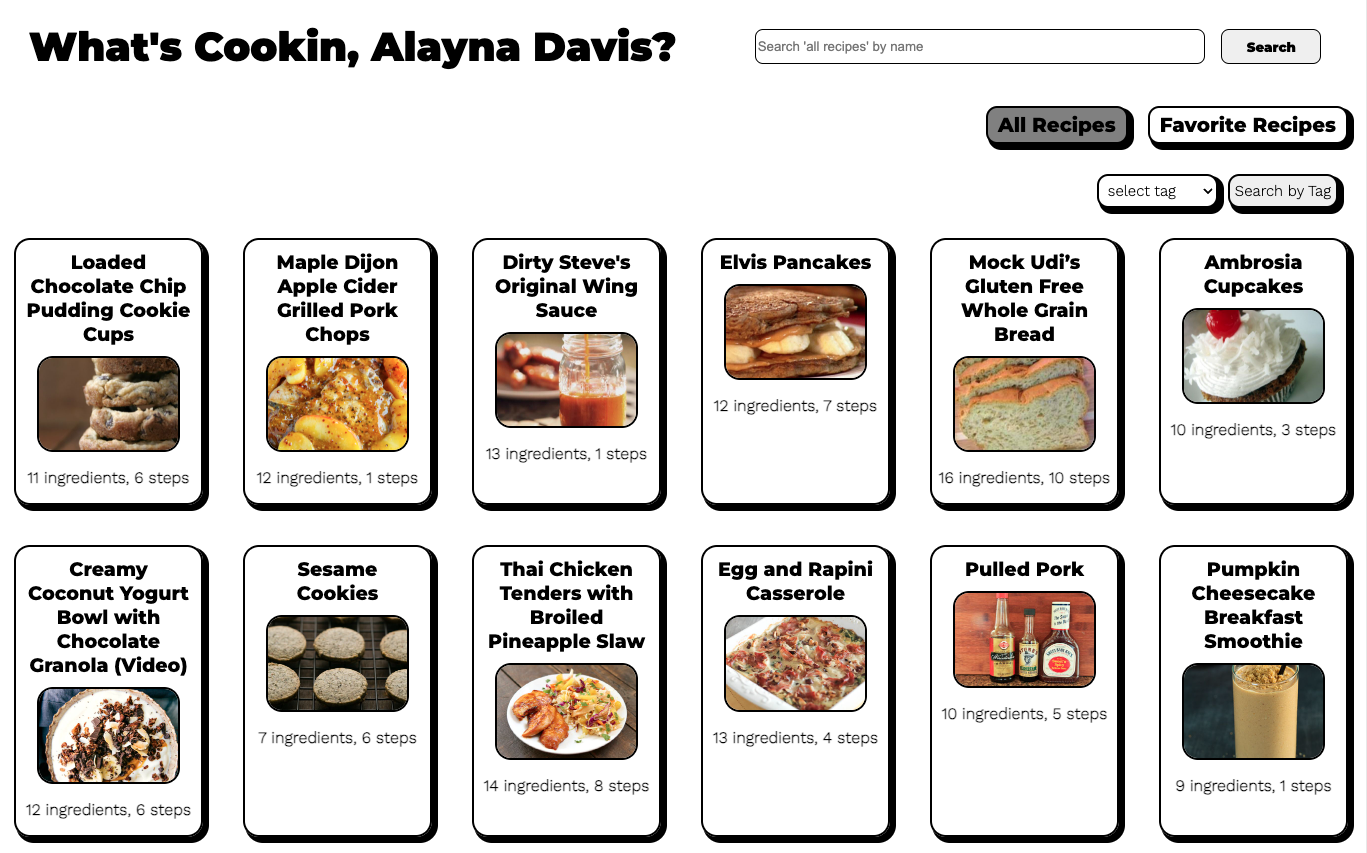 What's Cookin, Alayna Davis?
Search 'all recipes' by name
Search
All Recipes
Favorite Recipes
select tag
Search by Tag
Loaded
Chocolate Chip
Pudding Cookie
Cups
11 ingredients, 6 steps
Maple Dijon
Apple Cider
Grilled Pork
Chops
12 ingredients, 1 steps
Dirty Steve's
Original Wing
Sauce
13 ingredients, 1 steps
Elvis Pancakes
12 ingredients, 7 steps
Mock Udi’s
Gluten Free
Whole Grain
Bread
16 ingredients, 10 steps
Ambrosia
Cupcakes
10 ingredients, 3 steps
Creamy
Coconut Yogurt
Bowl with
Chocolate
Granola (Video)
12 ingredients, 6 steps
Sesame
Cookies
7 ingredients, 6 steps
Thai Chicken
Tenders with
Broiled
Pineapple Slaw
14 ingredients, 8 steps
Egg and Rapini
Casserole
13 ingredients, 4 steps
Pulled Pork
10 ingredients, 5 steps
Pumpkin
Cheesecake
Breakfast
Smoothie
9 ingredients, 1 steps